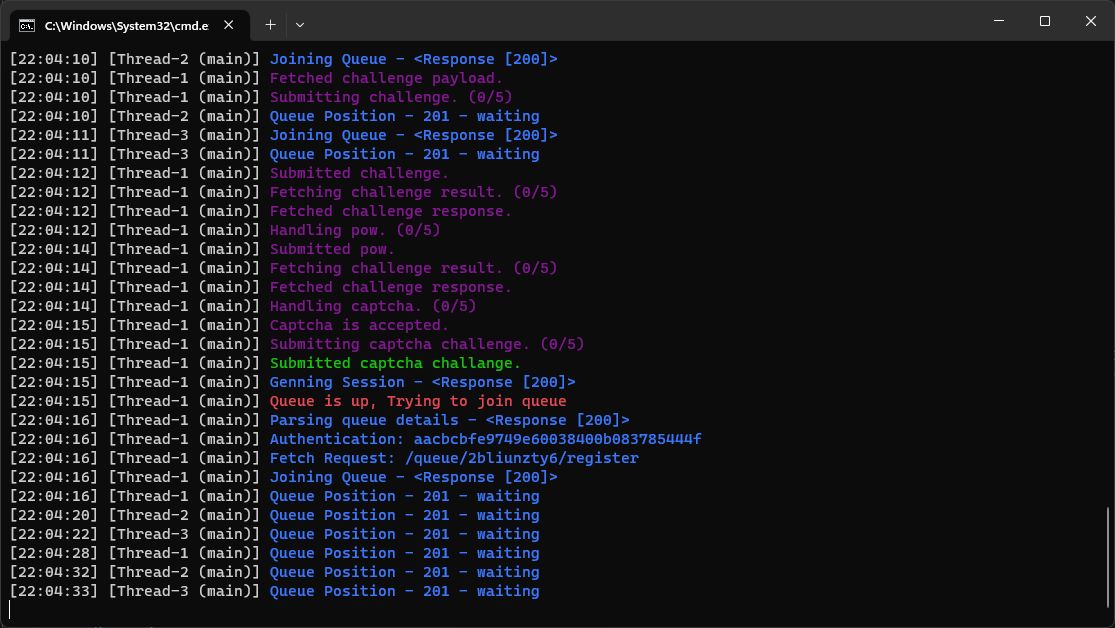 C:\Windows\System32\cmd.e
[22:04:10] [Thread-2 (main)] Joining Queue - <Response [200]>
[22:04:10] [Thread-1 (main)] Fetched challenge payload.
[22:04:10] [Thread-1 (main)] Submitting challenge. (0/5)
[22:04:10] [Thread-2 (main)] Queue Position - 201 - waiting
[22:04:11] [Thread-3 (main)] Joining Queue - <Response [200]>
[22:04:11] [Thread-3 (main)] Queue Position - 201 - waiting
[22:04:12] [Thread-1 (main)] Submitted challenge.
[22:04:12] [Thread-1 (main)] Fetching challenge result. (0/5)
[22:04:12] [Thread-1 (main)] Fetched challenge response.
[22:04:12] [Thread-1 (main)] Handling pow. (0/5)
[22:04:14] [Thread-1 (main)] Submitted pow.
[22:04:14] [Thread-1 (main)] Fetching challenge result. (0/5)
[22:04:14] [Thread-1 (main)] Fetched challenge response.
[22:04:14] [Thread-1 (main)] Handling captcha. (0/5)
[22:04:15] [Thread-1 (main)] Captcha is accepted.
[22:04:15] [Thread-1 (main)] Submitting captcha challenge. (0/5)
[22:04:15] [Thread-1 (main)] Submitted captcha challange.
[22:04:15] [Thread-1 (main)] Genning Session - <Response [200]>
[22:04:15] [Thread-1 (main)] Queue is up, Trying to join queue
[22:04:16] [Thread-1 (main)] Parsing queue details - <Response [200]>
[22:04:16] [Thread-1 (main)] Authentication: aacbcbfe9749e60038400b083785444f
[22:04:16] [Thread-1 (main)] Fetch Request: /queue/2bliunzty6/register
[22:04:16] [Thread-1 (main)] Joining Queue - <Response [200]>
[22:04:16] [Thread-1 (main)] Queue Position - 201 - waiting
[22:04:20] [Thread-2 (main)] Queue Position - 201 - waiting
[22:04:22] [Thread-3 (main)] Queue Position - 201 - waiting
[22:04:28] [Thread-1 (main)] Queue Position - 201 - waiting
[22:04:32] [Thread-2 (main)] Queue Position - 201 - waiting
[22:04:33] [Thread-3 (main)] Queue Position - 201 - waiting